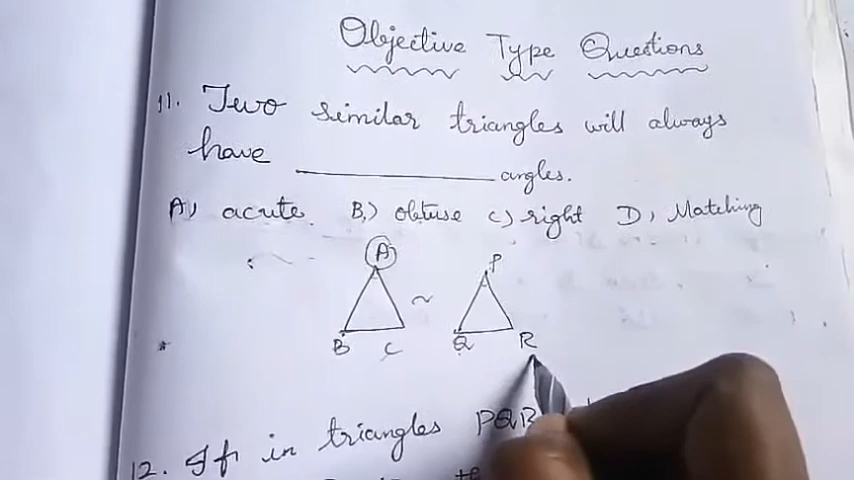 Objective Type Questions
11. Two similar triangles will always
have __________ angles.
A) acute. B,) obtuse c) right D, Matching
A P
~
B C Q R
12. If in triangles PQR